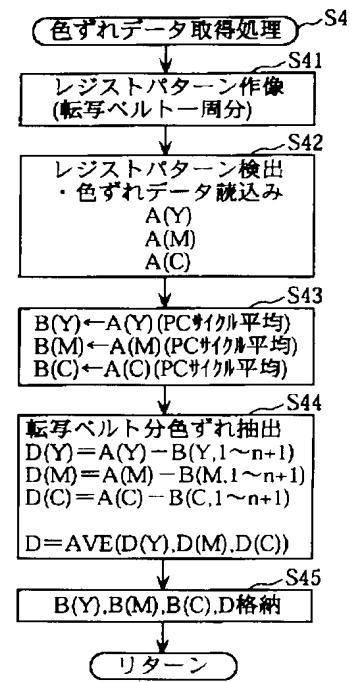 色ずれデータ取得処理
S4
S41
レジストパターン作像
(転写ベルト一周分)
S42
レジストパターン検出
・色ずれデータ読込み
A(Y)
A(M)
A(C)
S43
B(Y)←A(Y)(PCサイクル平均)
B(M)←A(M)(PCサイクル平均)
B(C)←A(C)(PCサイクル平均)
S44
転写ベルト分色ずれ抽出
D(Y)=A(Y)-B(Y,1~n+1)
D(M)=A(M)-B(M,1~n+1)
D(C)=A(C)-B(C,1~n+1)
D=AVE(D(Y),D(M),D(C))
S45
B(Y),B(M),B(C),D格納
リターン